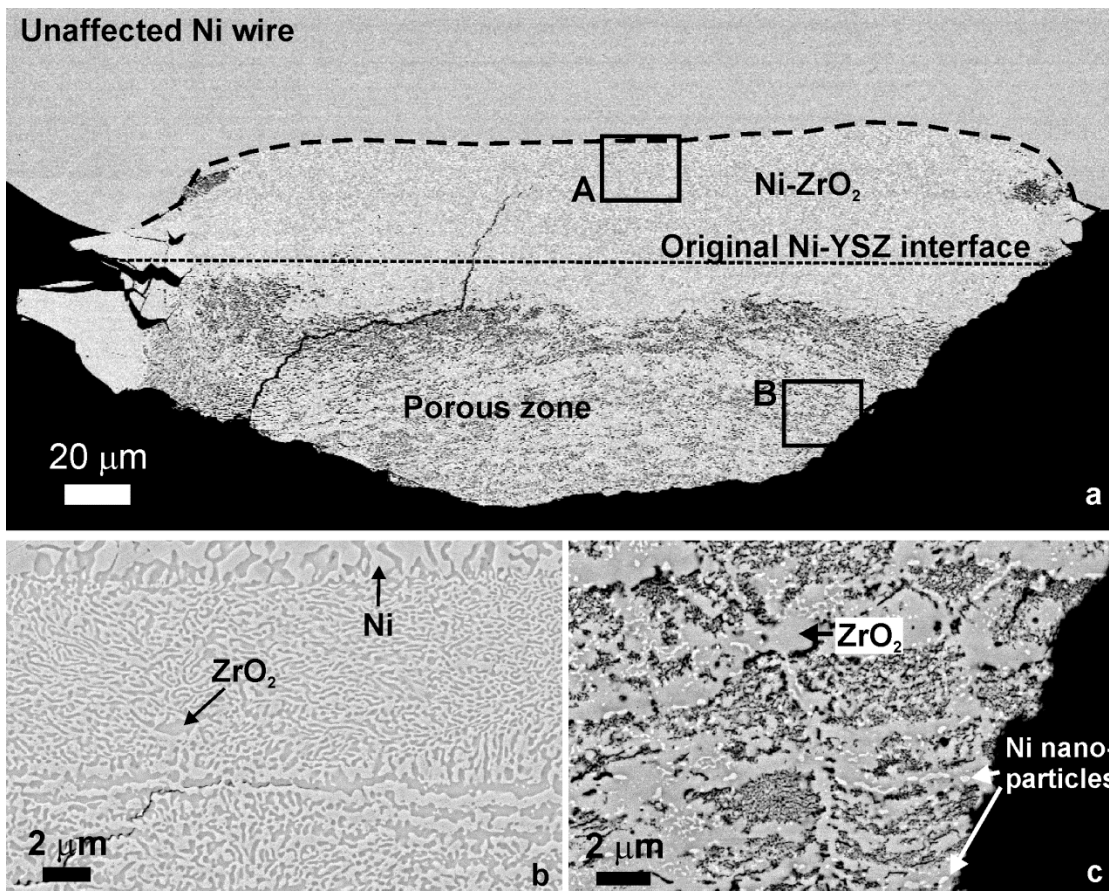 Unaffected Ni wire
A
Ni-ZrO₂
Original Ni-YSZ interface
Porous zone
B
20 µm
a
Ni
ZrO₂
2 µm
b
ZrO₂
Ni nano-
particles
2 µm
c